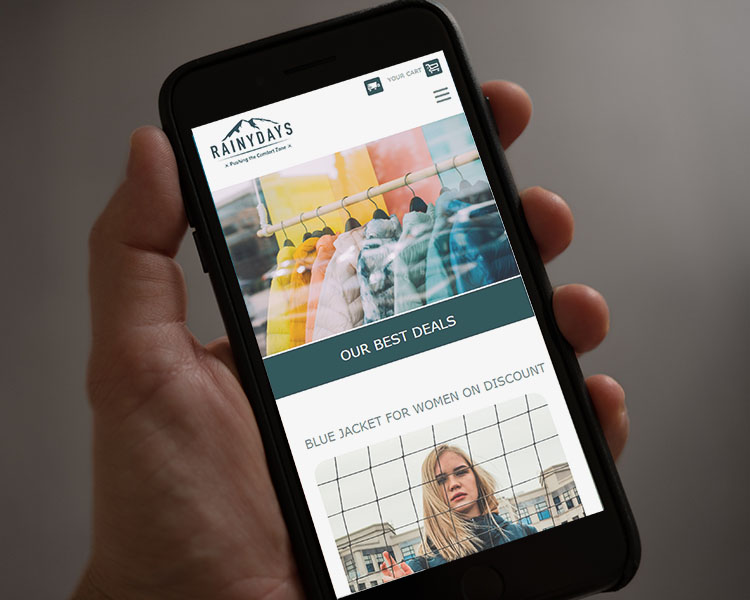 YOUR CART
RAINYDAYS
Pushing the Comfort Zone
OUR BEST DEALS
BLUE JACKET FOR WOMEN ON DISCOUNT